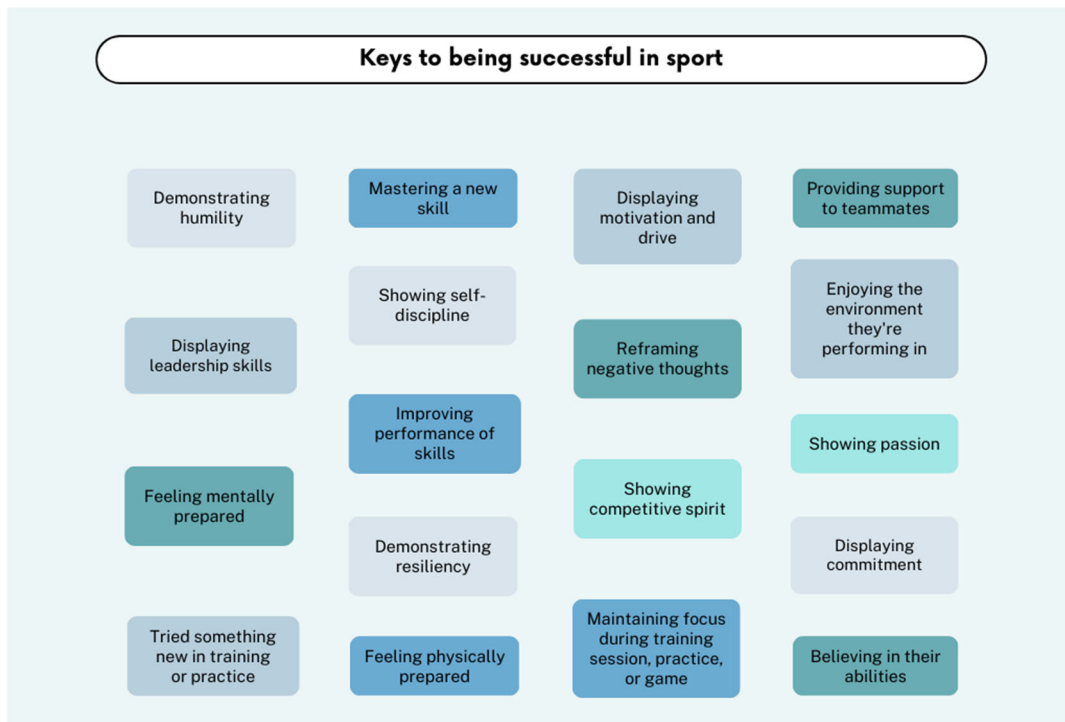 Keys to being successful in sport
Demonstrating
humility
Displaying
leadership skills
Feeling mentally
prepared
Tried something
new in training
or practice
Mastering a new
skill
Showing self-
discipline
Improving
performance of
skills
Demonstrating
resiliency
Feeling physically
prepared
Displaying
motivation and
drive
Reframing
negative thoughts
Showing
competitive spirit
Maintaining focus
during training
session, practice,
or game
Providing support
to teammates
Enjoying the
environment
they're
performing in
Showing passion
Displaying
commitment
Believing in their
abilities